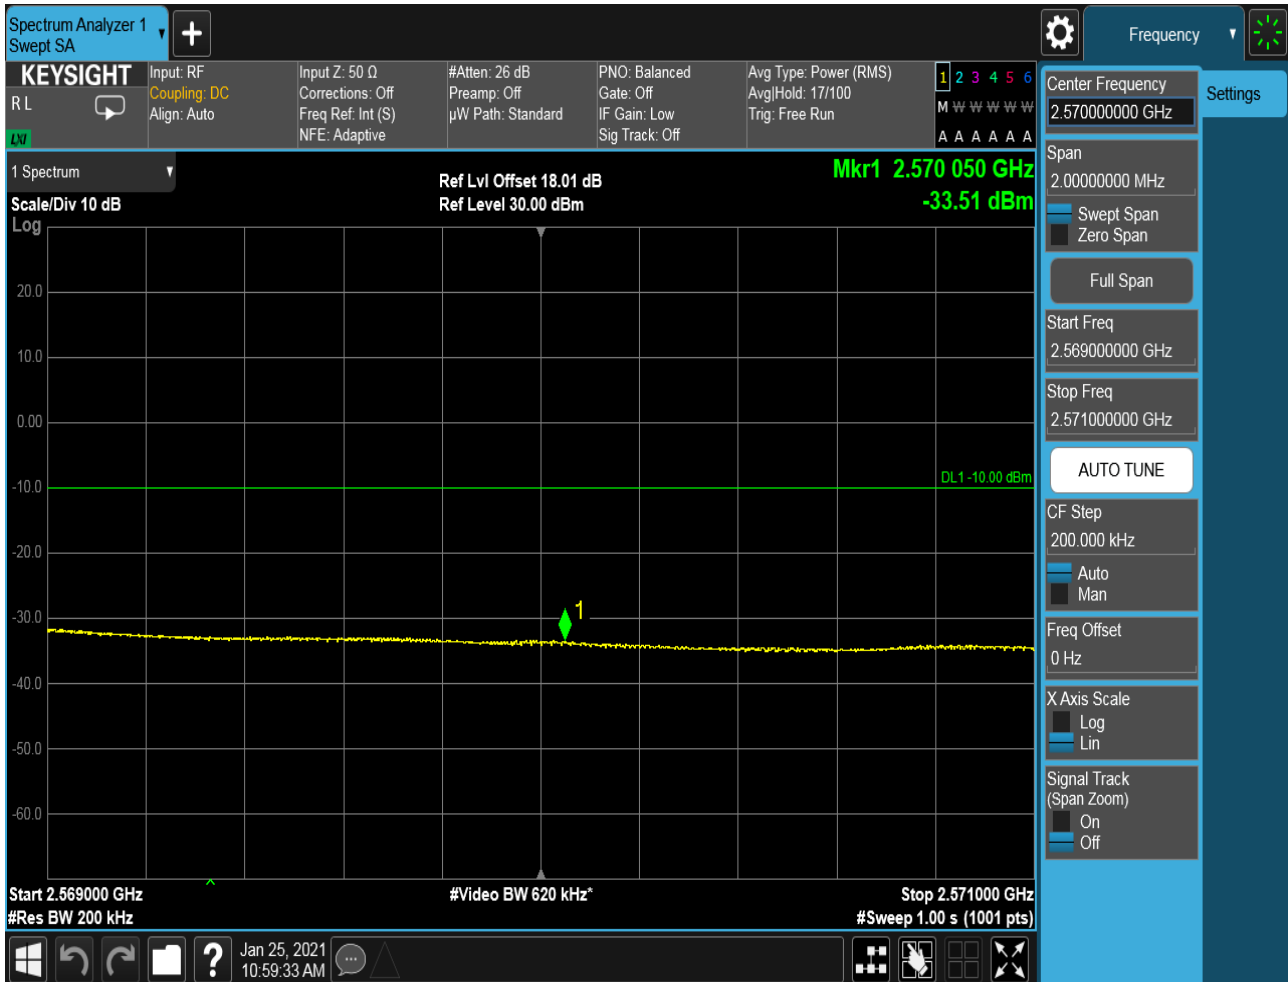 Spectrum Analyzer 1
Swept SA
+
Frequency
KEYSIGHT
R L
LXI
Input: RF
Coupling: DC
Align: Auto
Input Z: 50 Ω
Corrections: Off
Freq Ref: Int (S)
NFE: Adaptive
#Atten: 26 dB
Preamp: Off
µW Path: Standard
PNO: Balanced
Gate: Off
IF Gain: Low
Sig Track: Off
Avg Type: Power (RMS)
Avg|Hold: 17/100
Trig: Free Run
1 2 3 4 5 6
M W W W W W
A A A A A A
1 Spectrum
Scale/Div 10 dB
Log
Ref Lvl Offset 18.01 dB
Ref Level 30.00 dBm
Mkr1 2.570 050 GHz
-33.51 dBm
20.0
10.0
0.00
-10.0
DL1 -10.00 dBm
-20.0
-30.0
1
-40.0
-50.0
-60.0
Start 2.569000 GHz
#Res BW 200 kHz
#Video BW 620 kHz*
Stop 2.571000 GHz
#Sweep 1.00 s (1001 pts)
?
Jan 25, 2021
10:59:33 AM
Center Frequency
2.570000000 GHz
Settings
Span
2.00000000 MHz
Swept Span
Zero Span
Full Span
Start Freq
2.569000000 GHz
Stop Freq
2.571000000 GHz
AUTO TUNE
CF Step
200.000 kHz
Auto
Man
Freq Offset
0 Hz
X Axis Scale
Log
Lin
Signal Track
(Span Zoom)
On
Off